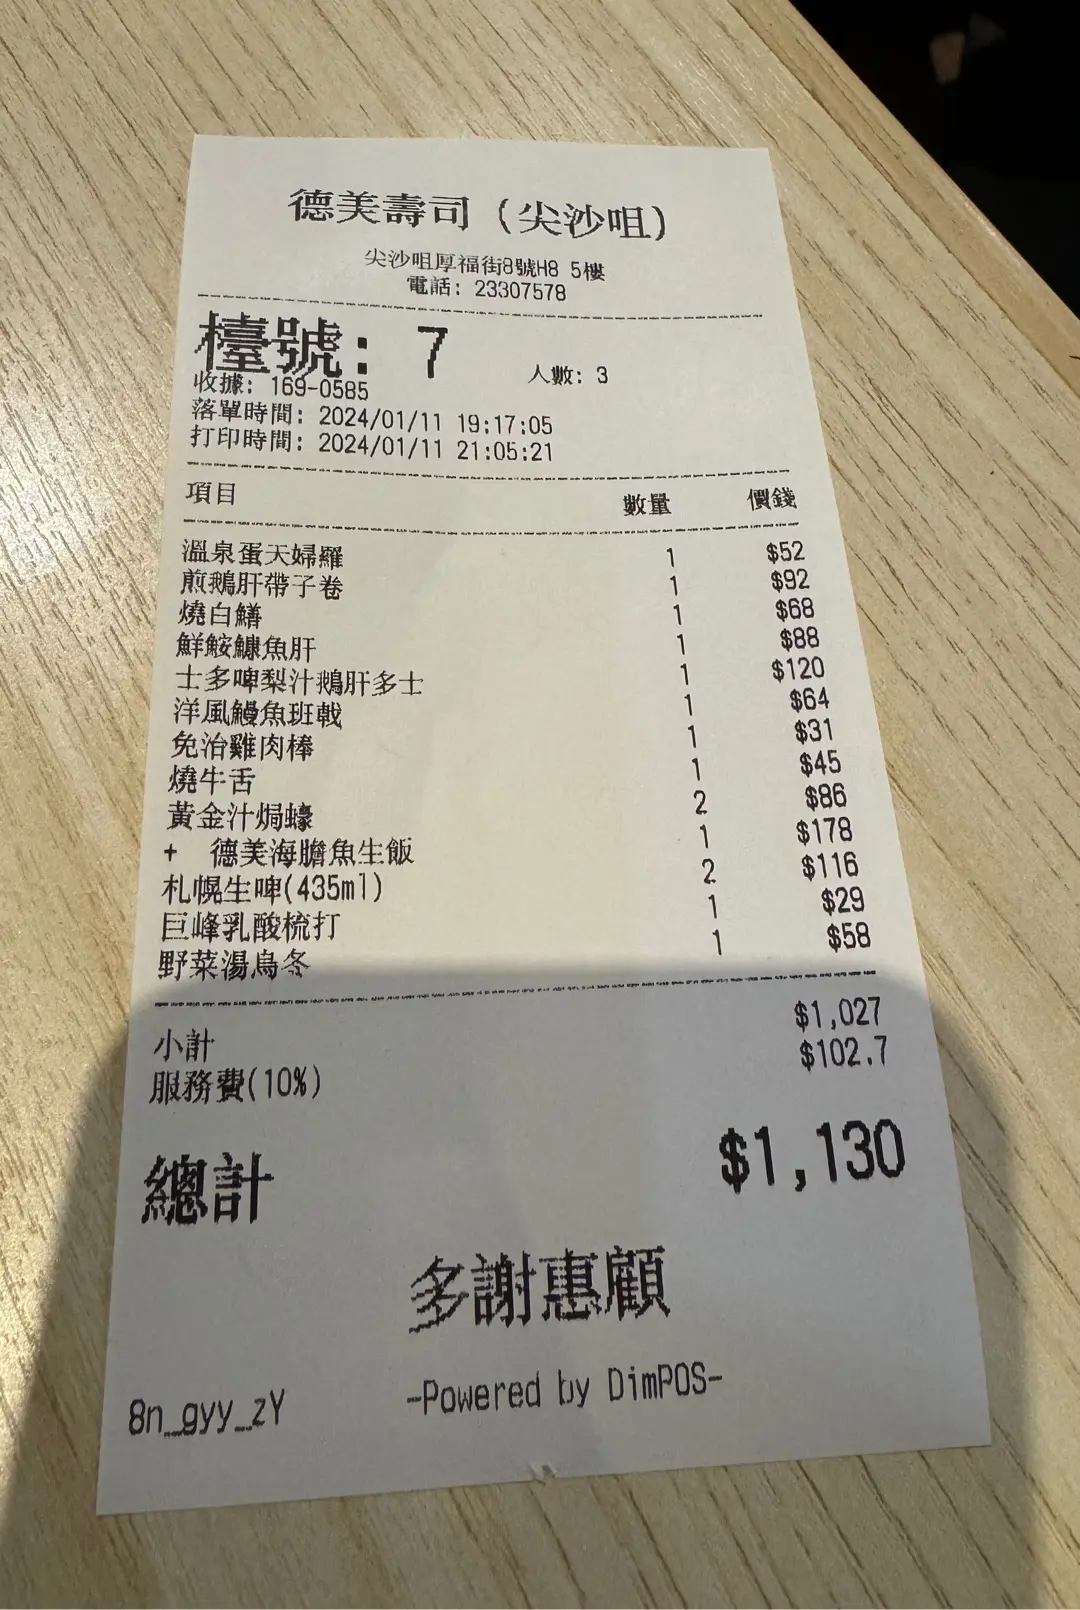 德美壽司 (尖沙咀)
尖沙咀厚福街8號H8 5樓
電話: 23307578
檯號: 7 人數: 3
收據: 169-0585
落單時間: 2024/01/11 19:17:05
打印時間: 2024/01/11 21:05:21
項目 數量 價錢
溫泉蛋天婦羅 1 $52
煎鵝肝帶子卷 1 $92
燒白鱔 1 $68
鮮鮟鱇魚肝 1 $88
士多啤梨汁鵝肝多士 1 $120
洋風鰻魚班戟 1 $64
免治雞肉棒 1 $31
燒牛舌 1 $45
黃金汁焗蠔 2 $86
+ 德美海膽魚生飯 1 $178
札幌生啤(435ml) 2 $116
巨峰乳酸梳打 1 $29
野菜湯烏冬 1 $58
小計 $1,027
服務費(10%) $102.7
總計 $1,130
多謝惠顧
-Powered by DimPOS-
8n_gyy_zY